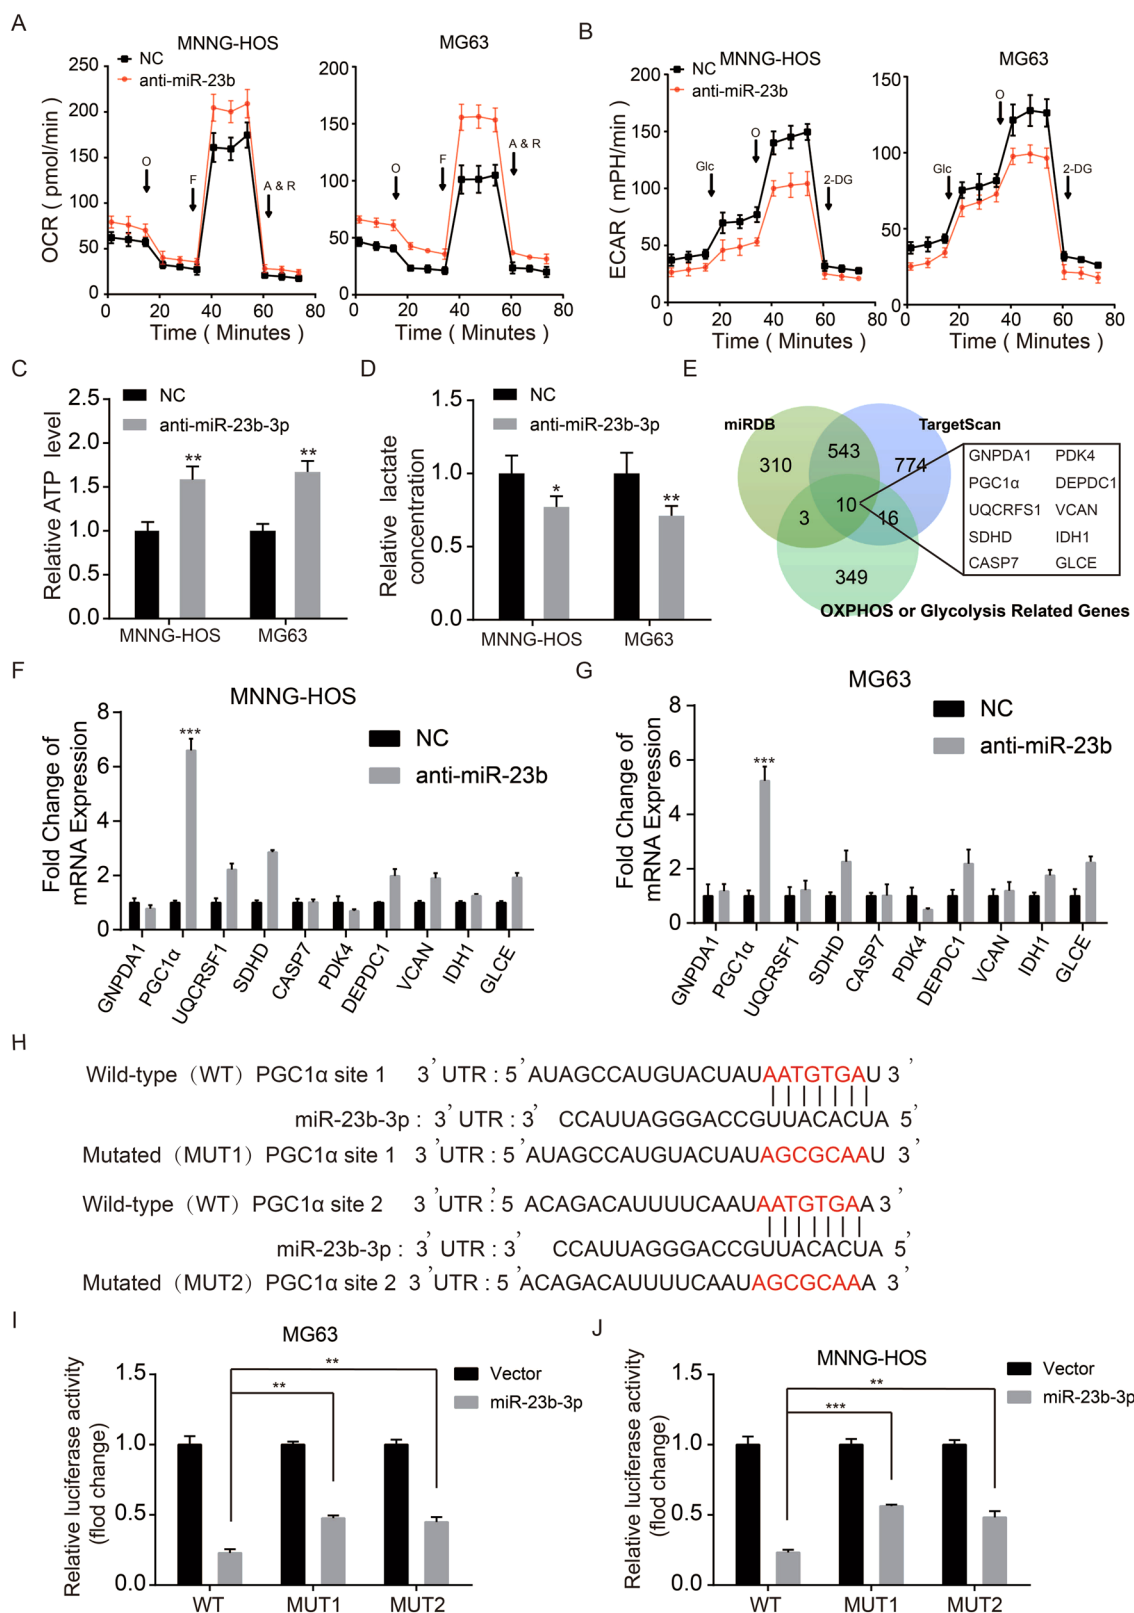 A
MNNG-HOS
NC
anti-miR-23b
OCR ( pmol/min)
250
200
150
100
50
0
O
F
A & R
0 20 40 60 80
Time ( Minutes )
MG63
200
150
100
50
0
O
F
A & R
0 20 40 60 80
Time ( Minutes )
B
MNNG-HOS
NC
anti-miR-23b
ECAR ( mPH/min)
200
150
100
50
0
Glc
O
2-DG
0 20 40 60 80
Time ( Minutes )
MG63
150
100
50
0
Glc
O
2-DG
0 20 40 60 80
Time ( Minutes )
C
NC
anti-miR-23b-3p
Relative ATP level
2.5
2.0
1.5
1.0
0.5
0.0
**
**
MNNG-HOS MG63
D
NC
anti-miR-23b-3p
Relative lactate
concentration
1.5
1.0
0.5
0.0
*
**
MNNG-HOS MG63
E
miRDB
TargetScan
310
543
774
3
10
16
349
OXPHOS or Glycolysis Related Genes
GNPDA1 PDK4
PGC1α DEPDC1
UQCRFS1 VCAN
SDHD IDH1
CASP7 GLCE
F
MNNG-HOS
NC
anti-miR-23b
Fold Change of
mRNA Expression
8
6
4
2
0
***
GNPDA1
PGC1α
UQCRSF1
SDHD
CASP7
PDK4
DEPDC1
VCAN
IDH1
GLCE
G
MG63
NC
anti-miR-23b
Fold Change of
mRNA Expression
8
6
4
2
0
***
GNPDA1
PGC1α
UQCRSF1
SDHD
CASP7
PDK4
DEPDC1
VCAN
IDH1
GLCE
H
Wild-type（WT）PGC1α site 1 3’UTR : 5’AUAGCCAUGUACUAUAATGTGAU 3’
miR-23b-3p : 3’UTR : 3’ CCAUUAGGGACCGUUACACUA 5’
Mutated（MUT1）PGC1α site 1 3’UTR : 5’AUAGCCAUGUACUAUAGCGCAAU 3’
Wild-type（WT）PGC1α site 2 3’UTR : 5’ACAGACAUUUUCAAUAATGTGAA 3’
miR-23b-3p : 3’UTR : 3’ CCAUUAGGGACCGUUACACUA 5’
Mutated（MUT2）PGC1α site 2 3’UTR : 5’ACAGACAUUUUCAAUAGCGCAAA 3’
I
MG63
Vector
miR-23b-3p
Relative luciferase activity
(flod change)
1.5
1.0
0.5
0.0
**
**
WT MUT1 MUT2
J
MNNG-HOS
Vector
miR-23b-3p
Relative luciferase activity
(flod change)
1.5
1.0
0.5
0.0
**
***
WT MUT1 MUT2